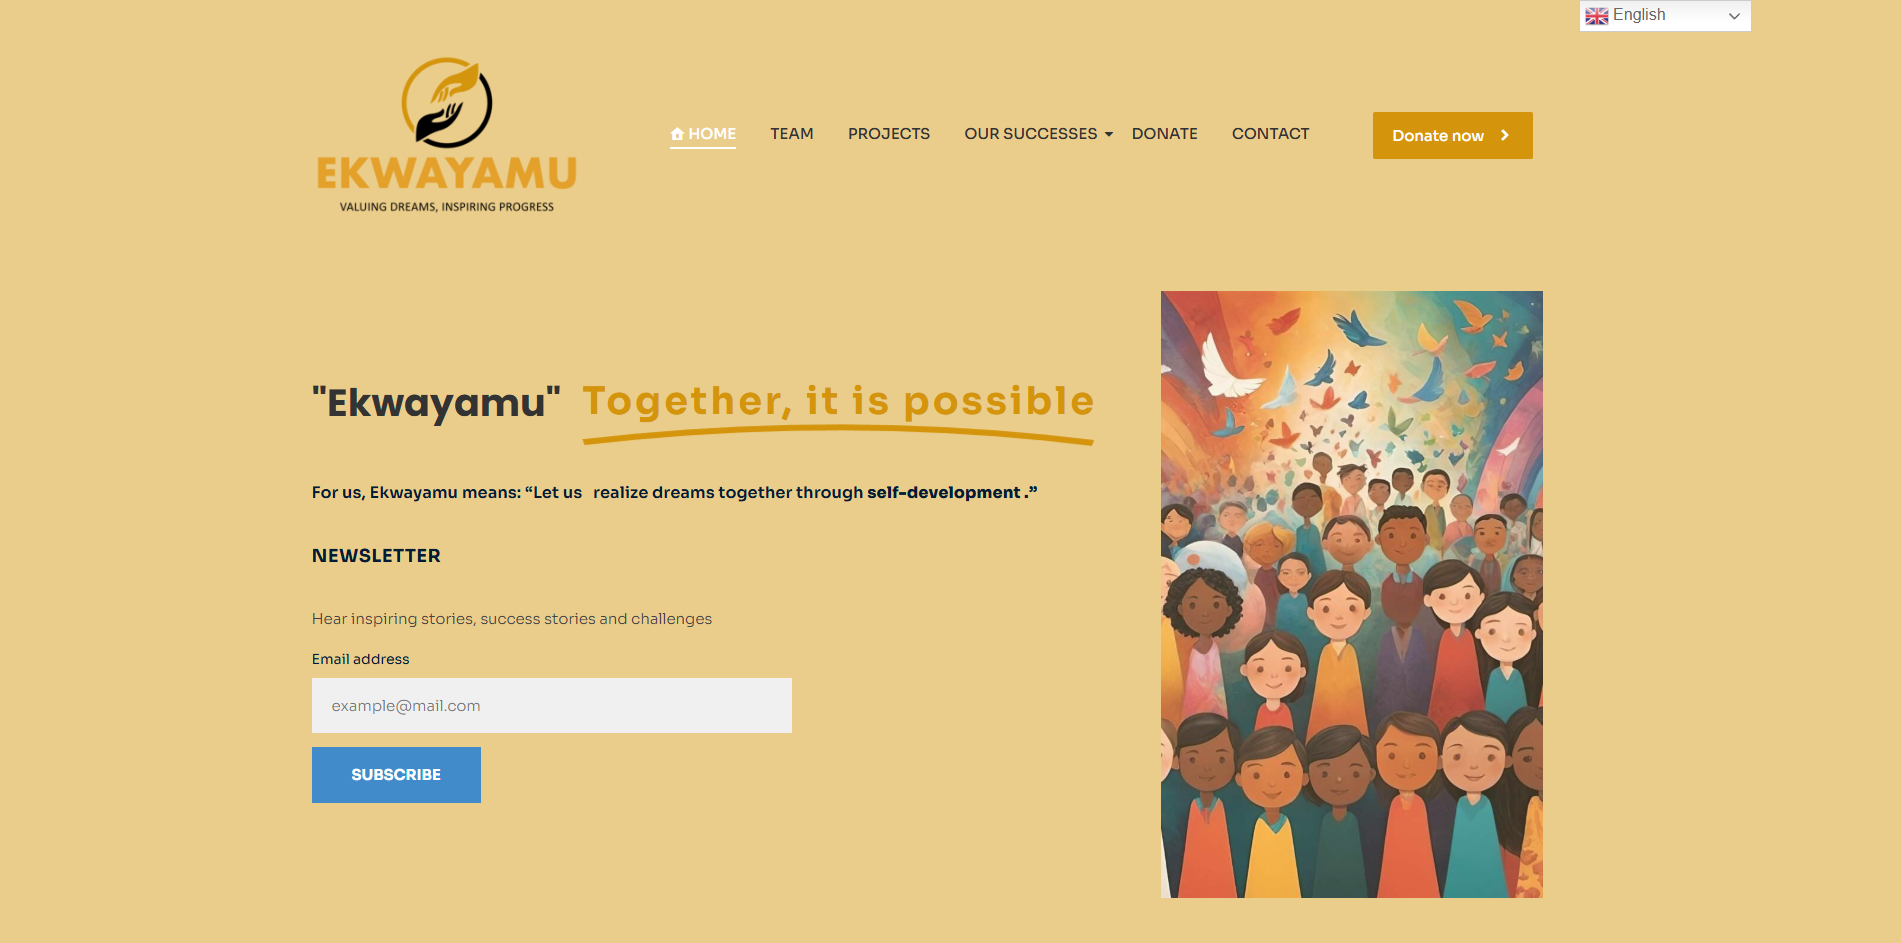 English
EKWAYAMU
VALUING DREAMS, INSPIRING PROGRESS
HOME
TEAM
PROJECTS
OUR SUCCESSES
DONATE
CONTACT
Donate now
"Ekwayamu" Together, it is possible
For us, Ekwayamu means: “Let us realize dreams together through self-development .”
NEWSLETTER
Hear inspiring stories, success stories and challenges
Email address
example@mail.com
SUBSCRIBE